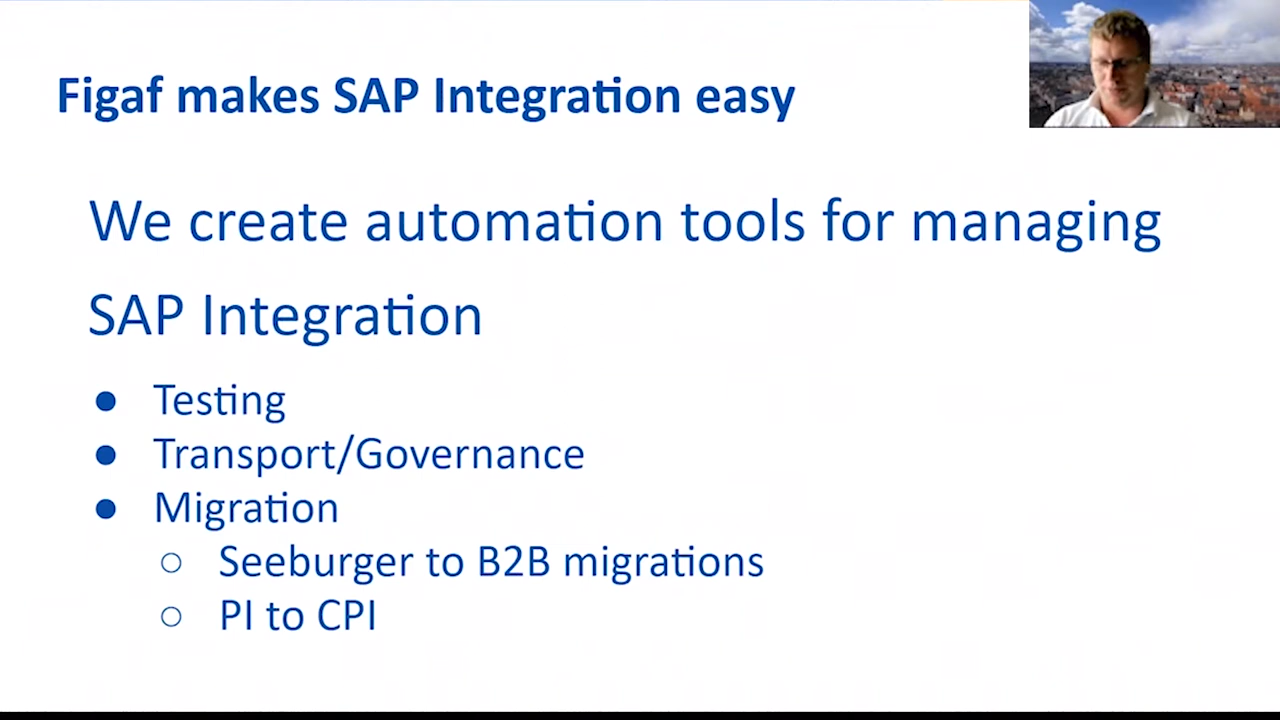 Figaf makes SAP Integration easy
We create automation tools for managing
SAP Integration
● Testing
● Transport/Governance
● Migration
○ Seeburger to B2B migrations
○ PI to CPI